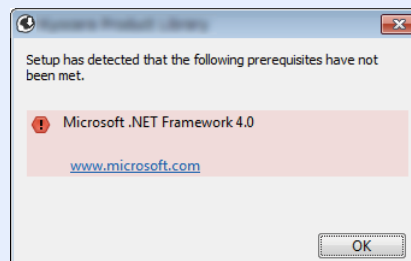 Setup has detected that the following prerequisites have not
been met.
Microsoft .NET Framework 4.0
www.microsoft.com
OK